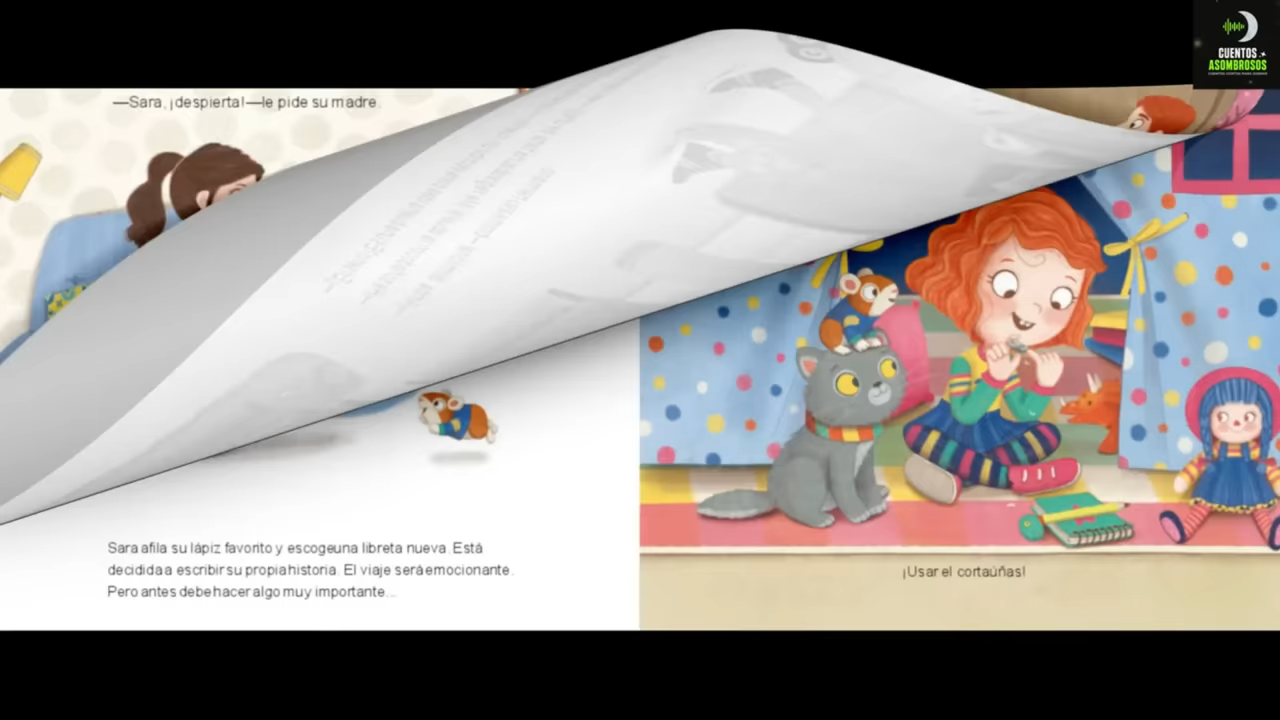 —Sara, ¡despierta!—le pide su madre.
Sara afila su lápiz favorito y escoge una libreta nueva. Está
decidida a escribir su propia historia. El viaje será emocionante.
Pero antes debe hacer algo muy importante...
¡Usar el cortaúñas!
CUENTOS
ASOMBROSOS